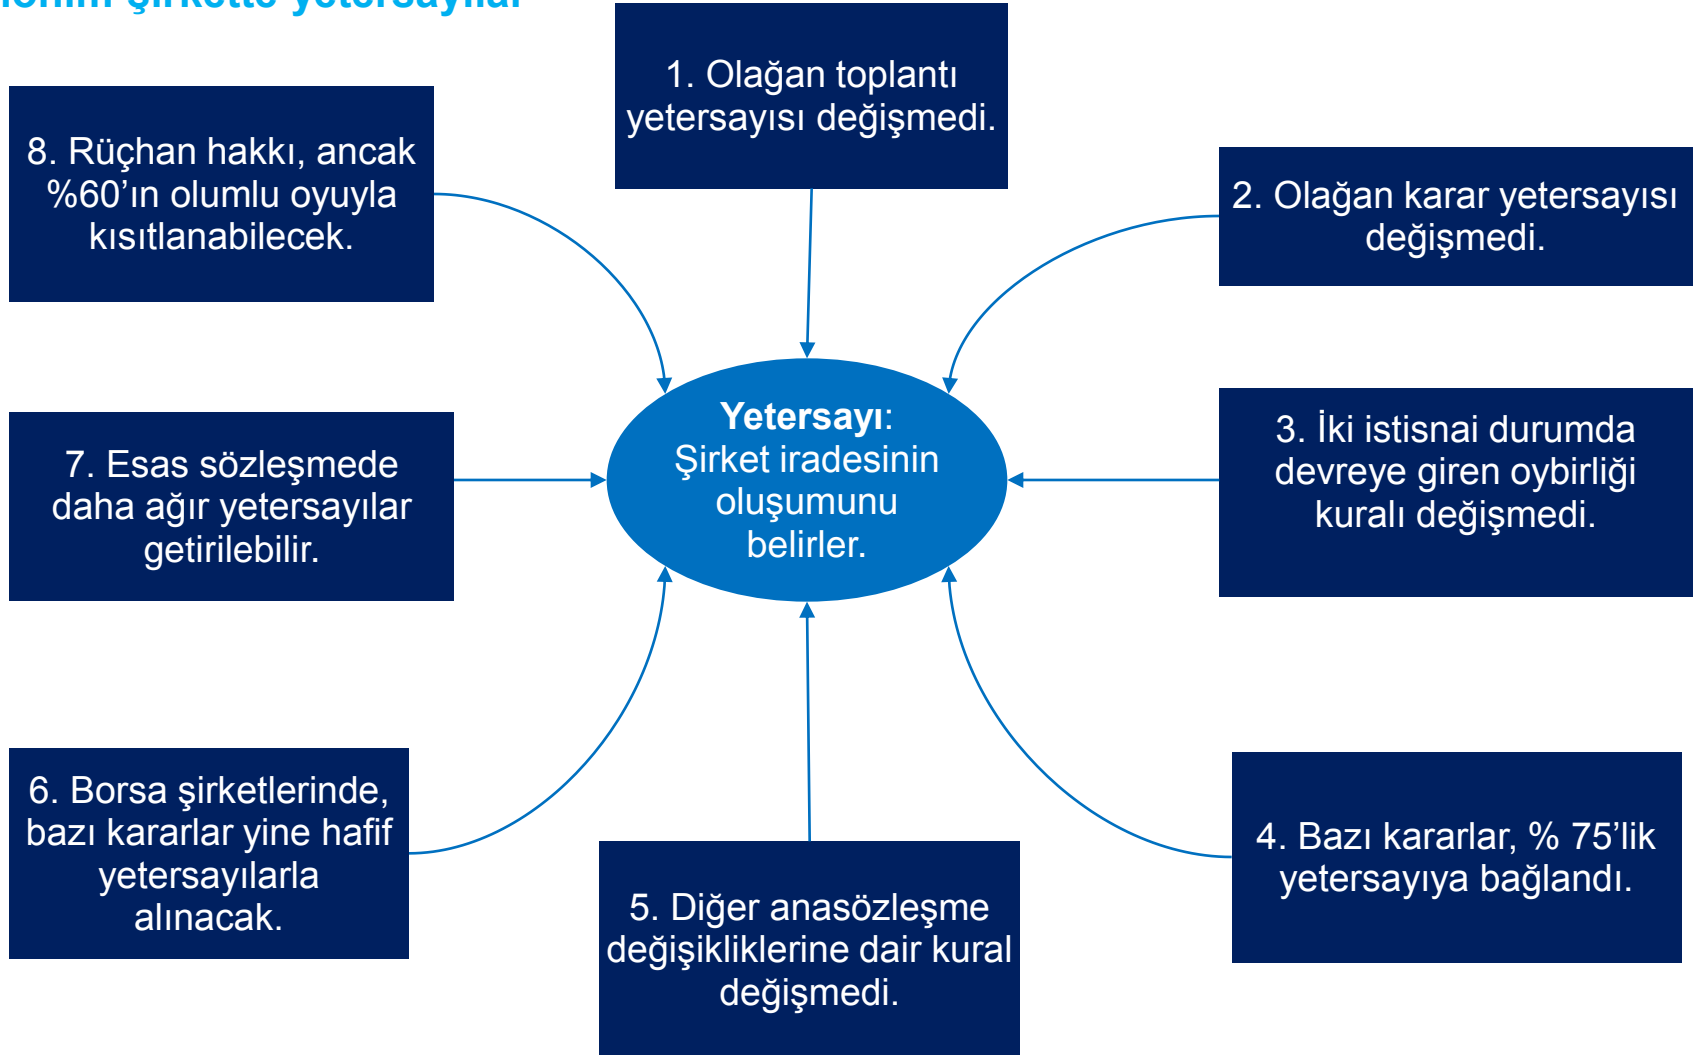 şirkette yetersayılar
1. Olağan toplantı
yetersayısı değişmedi.
2. Olağan karar yetersayısı
değişmedi.
3. İki istisnai durumda
devreye giren oybirliği
kuralı değişmedi.
4. Bazı kararlar, % 75’lik
yetersayıya bağlandı.
5. Diğer anasözleşme
değişikliklerine dair kural
değişmedi.
6. Borsa şirketlerinde,
bazı kararlar yine hafif
yetersayılarla
alınacak.
7. Esas sözleşmede
daha ağır yetersayılar
getirilebilir.
8. Rüçhan hakkı, ancak
%60’ın olumlu oyuyla
kısıtlanabilecek.
Yetersayı:
Şirket iradesinin
oluşumunu
belirler.